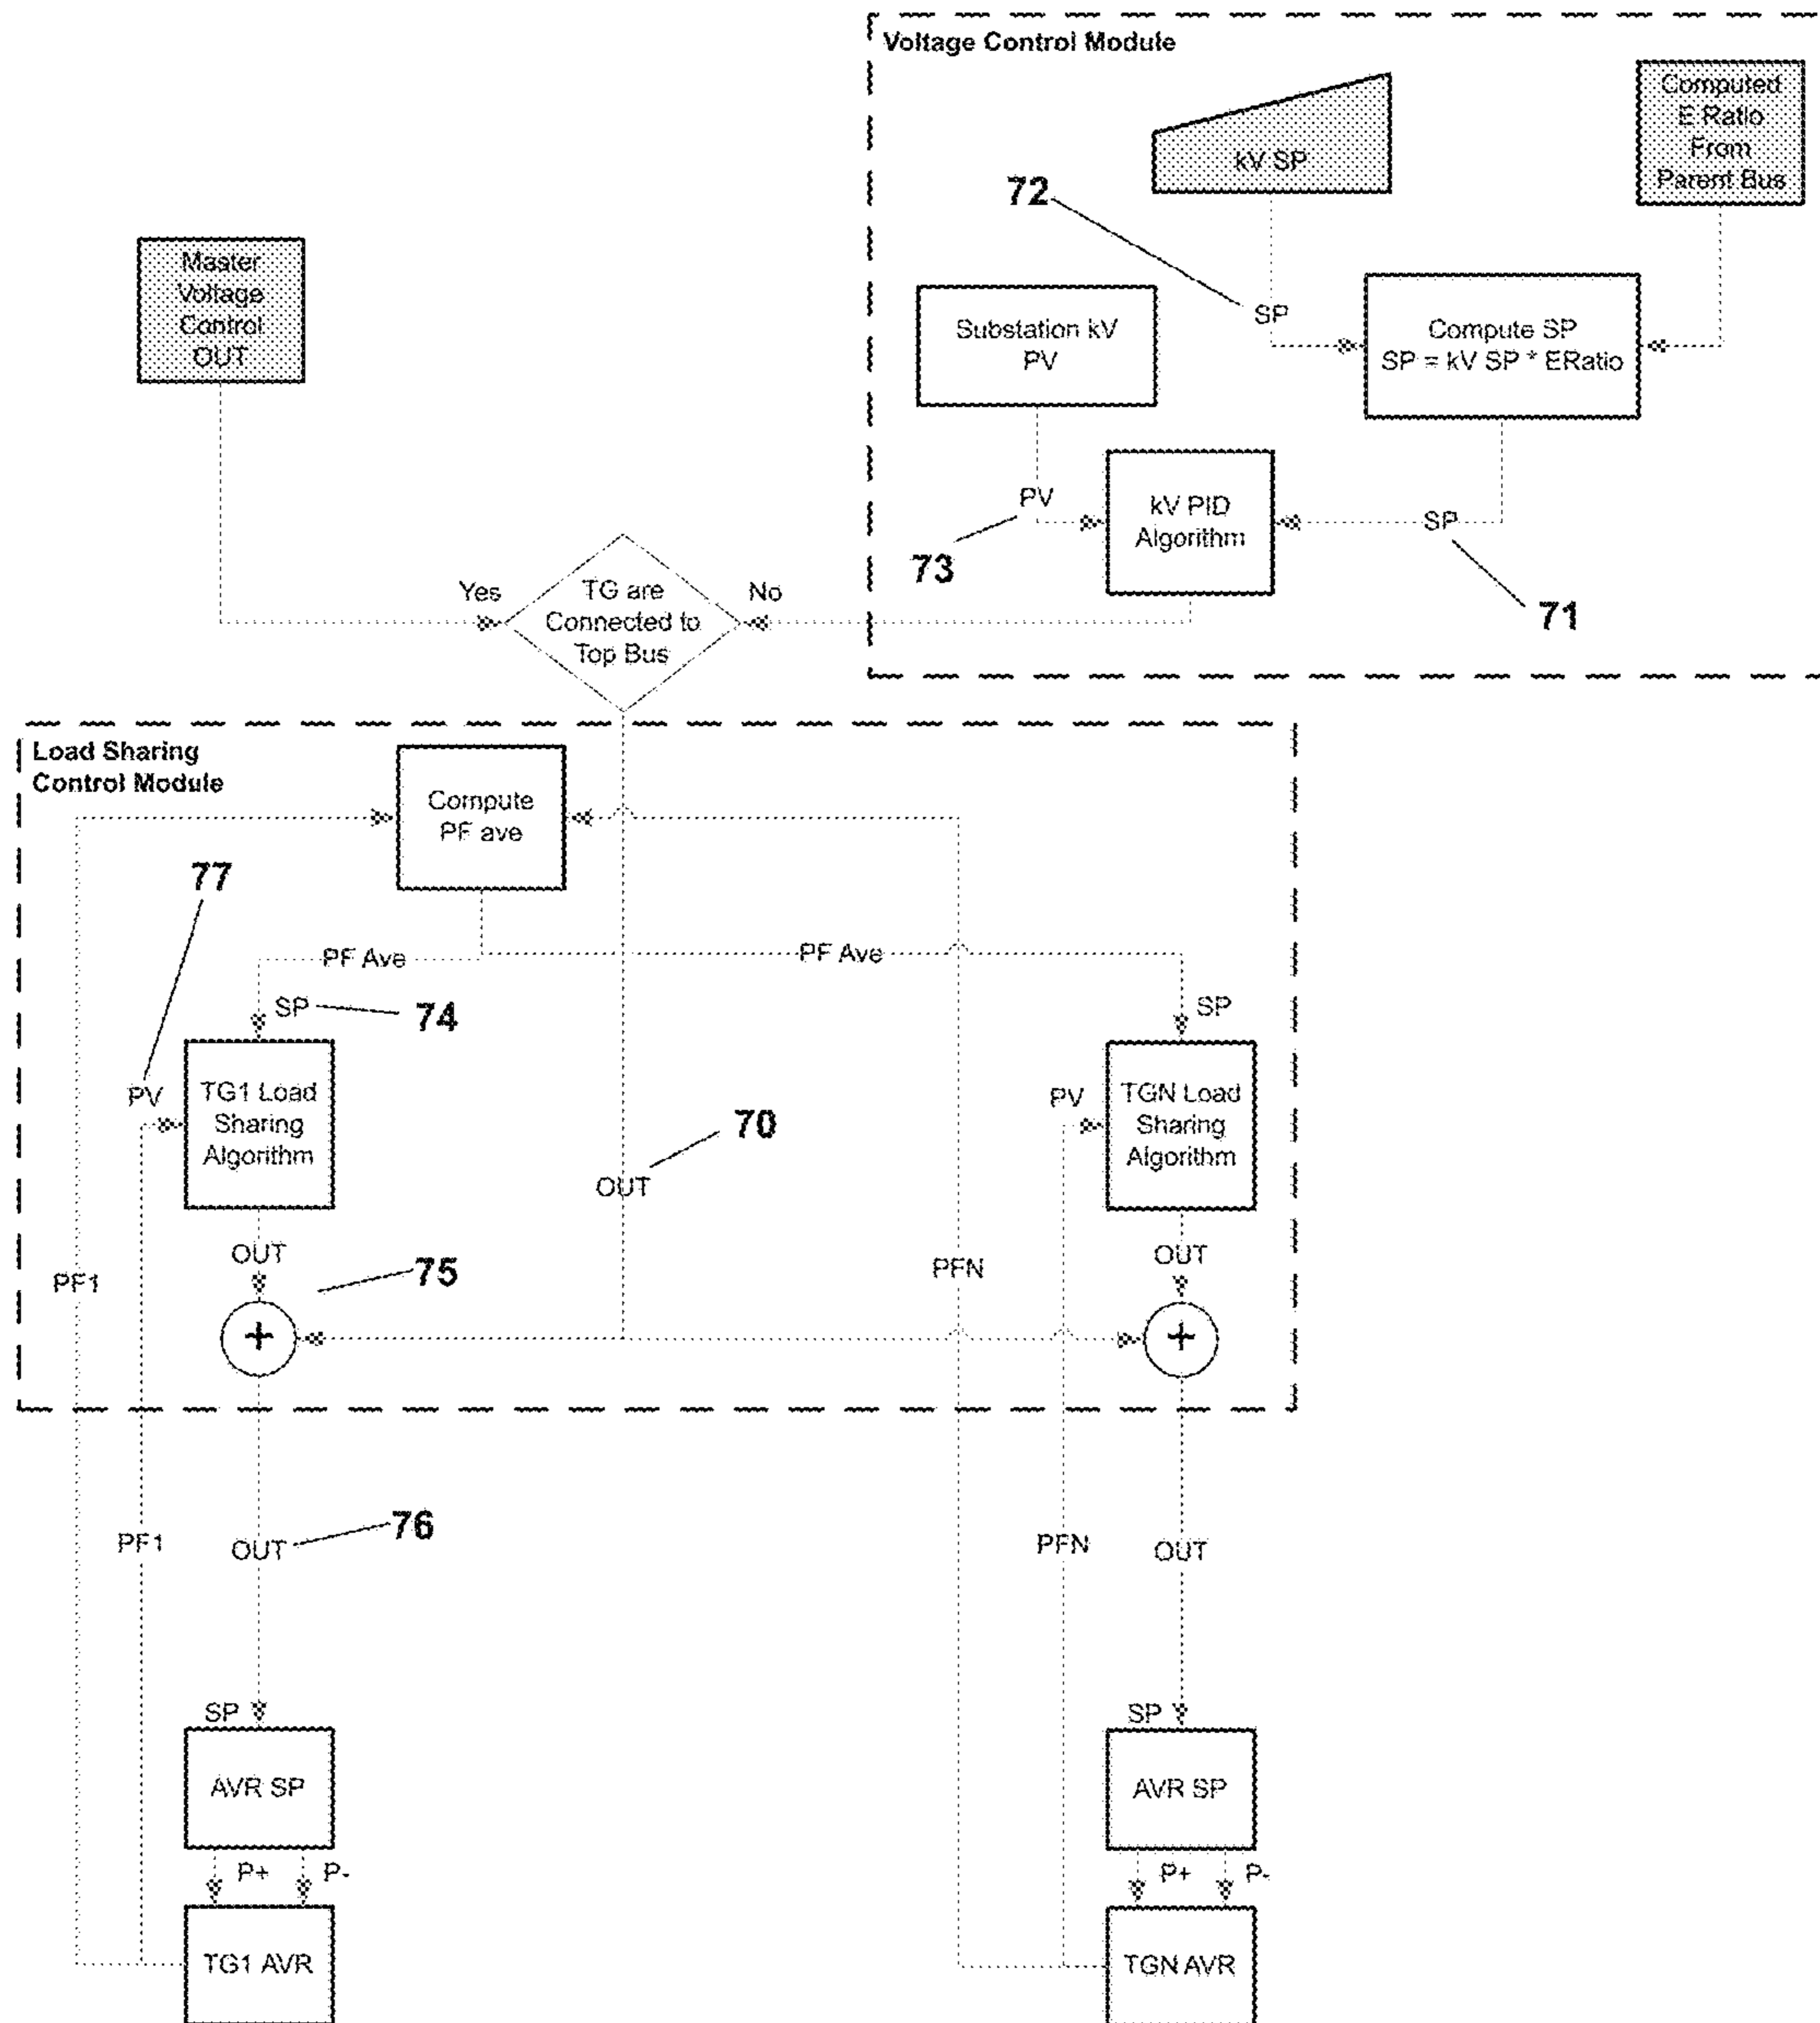 Voltage Control Module
kV SP
Computed
E Ratio
From
Parent Bus
72
Master
Voltage
Control
OUT
Substation kV
PV
SP
Compute SP
SP = kV SP * ERatio
PV
kV PID
Algorithm
SP
73
71
Yes
TG are
Connected to
Top Bus
No
Load Sharing
Control Module
Compute
PF ave
77
PF Ave
PF Ave
SP
74
SP
PV
TG1 Load
Sharing
Algorithm
70
OUT
PV
TGN Load
Sharing
Algorithm
OUT
75
OUT
PF1
PFN
+
+
76
PF1
OUT
PFN
OUT
SP
SP
AVR SP
AVR SP
P+
P-
P+
P-
TG1 AVR
TGN AVR